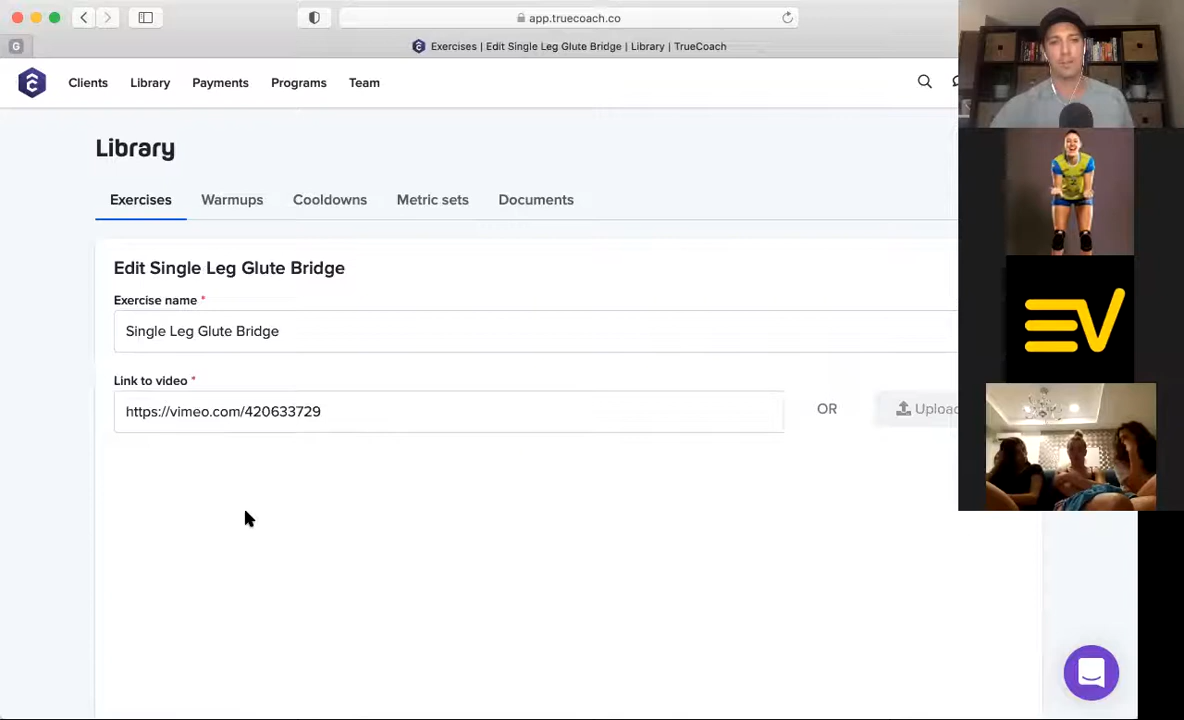 app.truecoach.co
G
Exercises | Edit Single Leg Glute Bridge | Library | TrueCoach
Clients Library Payments Programs Team
Library
Exercises Warmups Cooldowns Metric sets Documents
Edit Single Leg Glute Bridge
Exercise name *
Single Leg Glute Bridge
Link to video *
https://vimeo.com/420633729
OR
Upload
EV